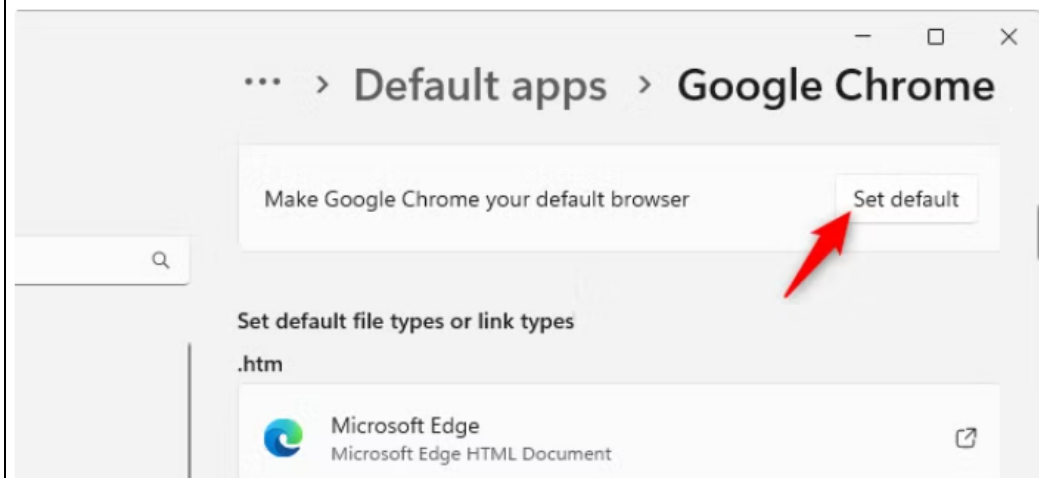 ... > Default apps > Google Chrome
Make Google Chrome your default browser
Set default
Set default file types or link types
.htm
Microsoft Edge
Microsoft Edge HTML Document